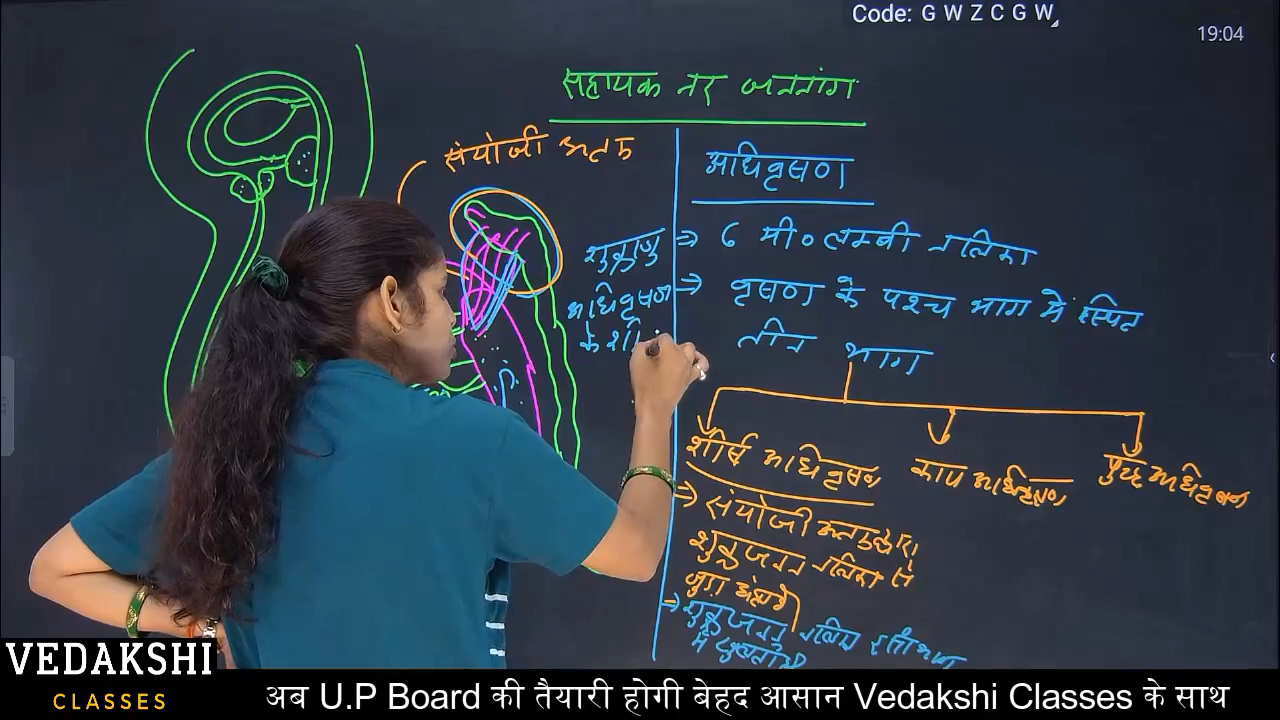 Code: G W Z C G W
19:04
सहायक नर जननांग
संयोजी ऊतक
अधिवृषण
⇒ 6 मी० लम्बी नलिका
⇒ वृषण के पश्च भाग में स्थित
तीन भाग
शुक्राणु
अधिवृषण
के शी
शीर्ष अधिवृषण
काय अधिवृषण
पुच्छ अधिवृषण
⇒ संयोजी ऊतक द्वारा
शुक्रजनन नलिका से
जुड़ा
⇒ शुक्रजनन नलिका
में
VEDAKSHI
CLASSES
अब U.P Board की तैयारी होगी बेहद आसान Vedakshi Classes के साथ